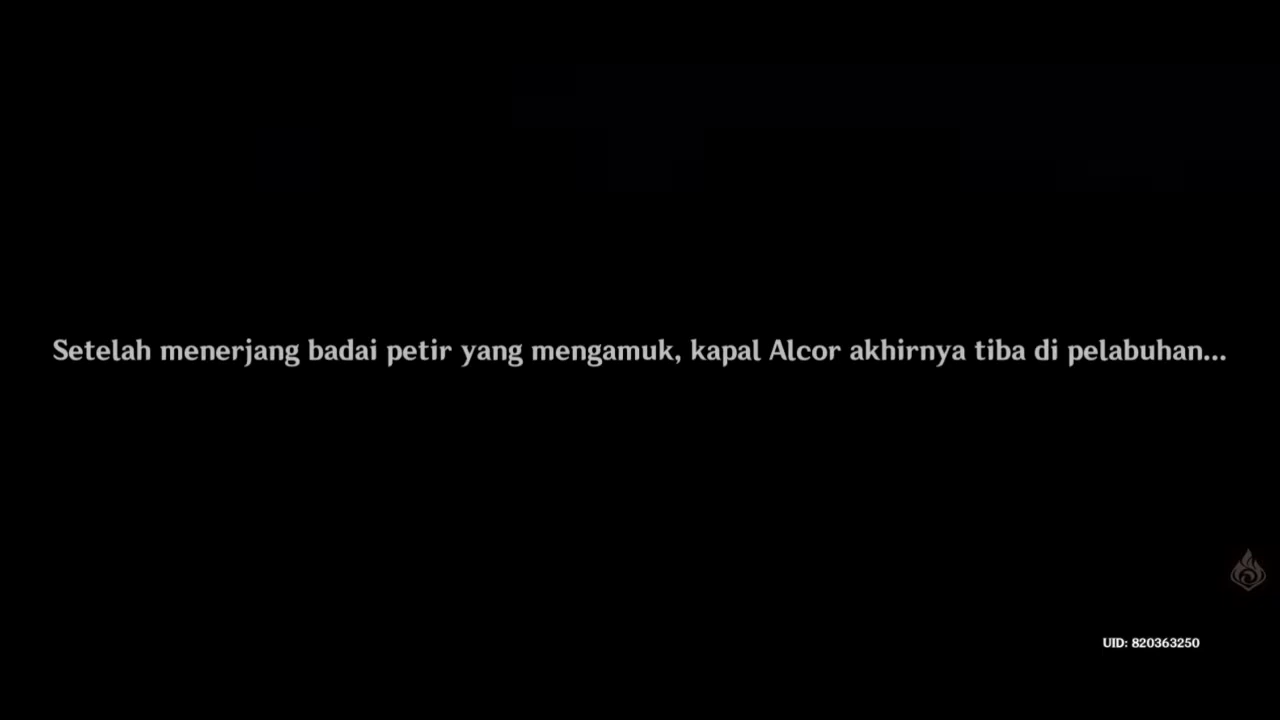 Setelah menerjang badai petir yang mengamuk, kapal Alcor akhirnya tiba di pelabuhan...
UID: 820363250